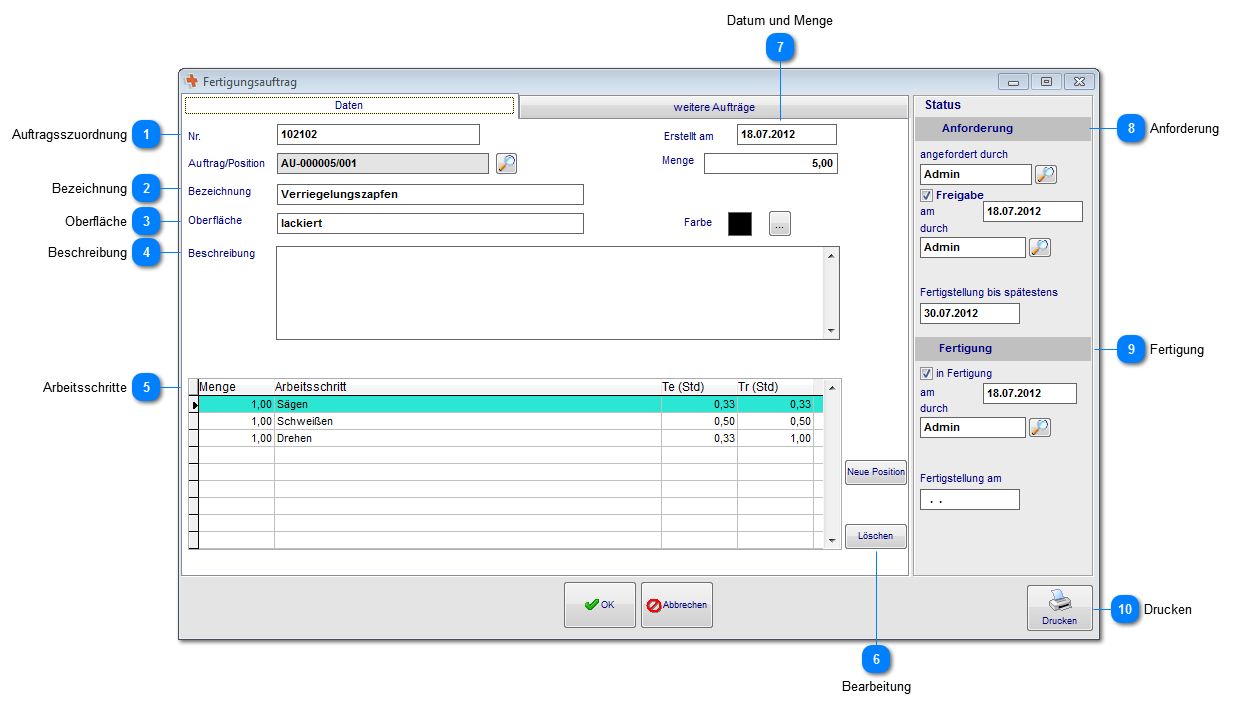 Datum und Menge
7
Fertigungsauftrag
Daten
weitere Aufträge
Status
Auftragsszuordnung 1
Nr. 102102
Erstellt am 18.07.2012
Auftrag/Position AU-000005/001
Menge 5,00
Bezeichnung 2
Bezeichnung Verriegelungszapfen
Oberfläche 3
Oberfläche lackiert
Farbe ...
Beschreibung 4
Beschreibung
Arbeitsschritte 5
Menge Arbeitsschritt Te (Std) Tr (Std)
1,00 Sägen 0,33 0,33
1,00 Schweißen 0,50 0,50
1,00 Drehen 0,33 1,00
Neue Position
Löschen
Anforderung
8 Anforderung
angefordert durch
Admin
Freigabe
am 18.07.2012
durch
Admin
Fertigstellung bis spätestens
30.07.2012
Fertigung
9 Fertigung
in Fertigung
am 18.07.2012
durch
Admin
Fertigstellung am
. .
OK
Abbrechen
Drucken
10 Drucken
6
Bearbeitung